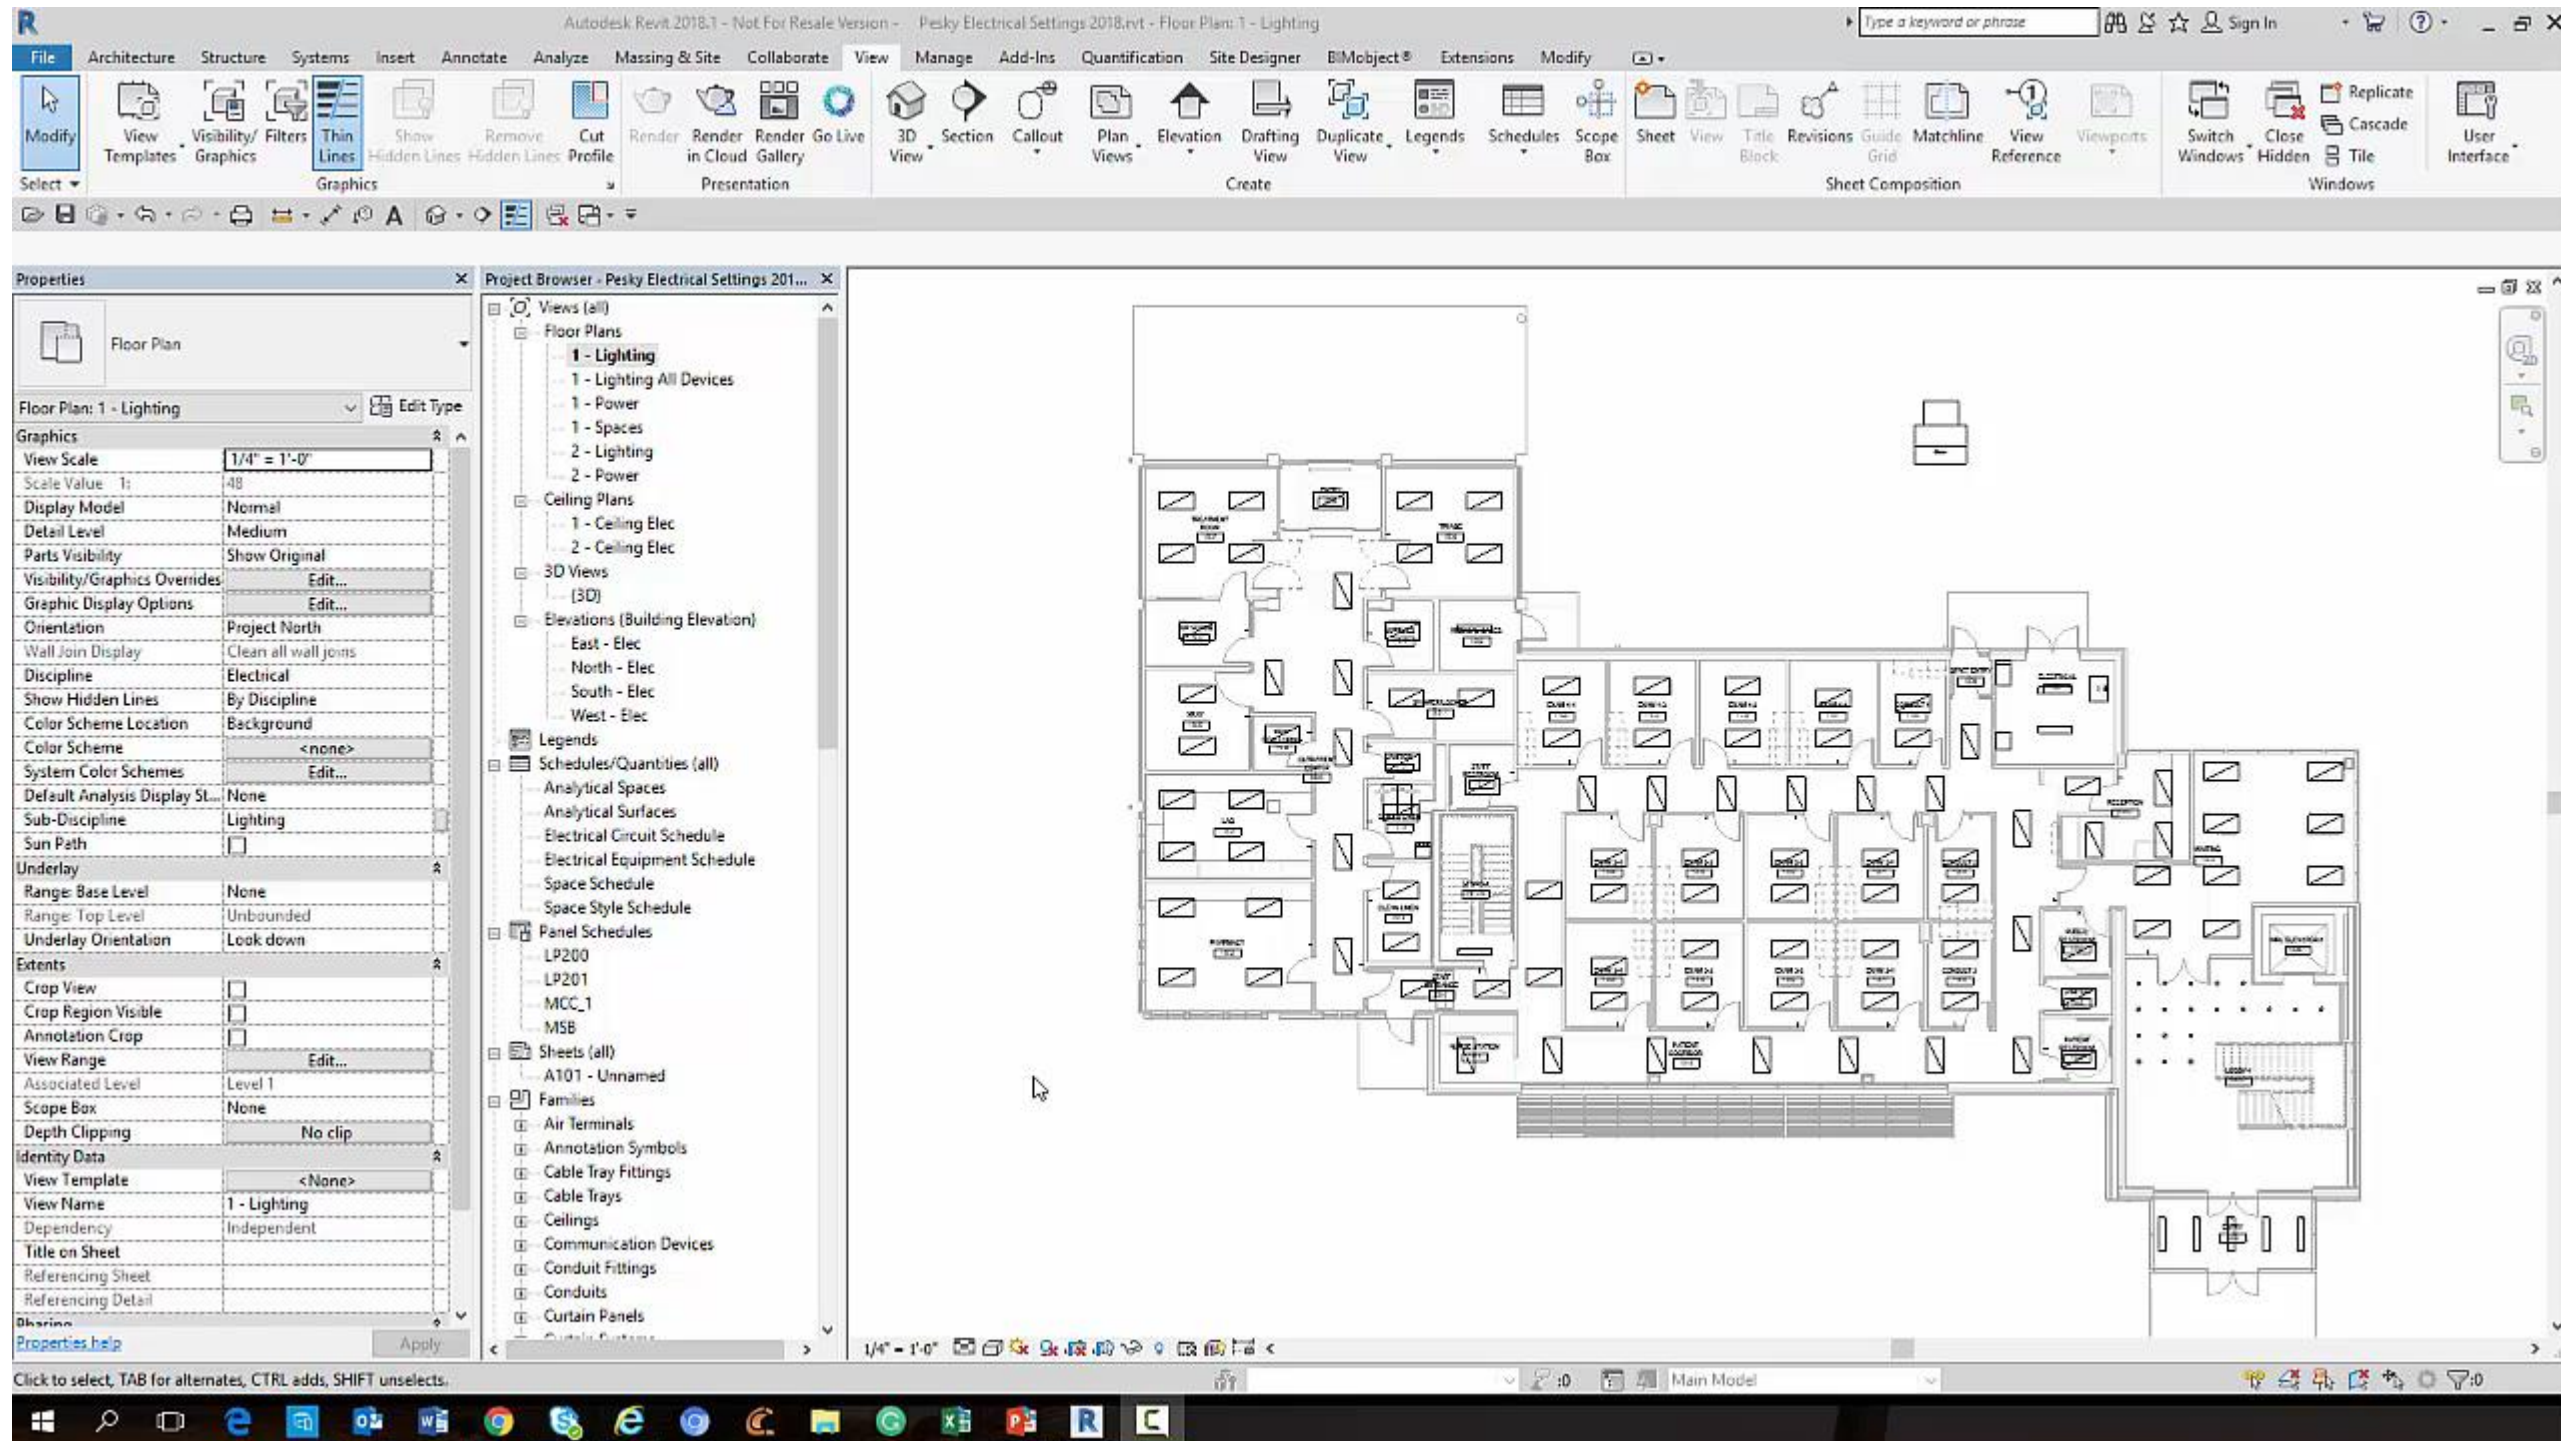 Autodesk Revit 2018.1 - Not For Resale Version - Pesky Electrical Settings 2018.rvt - Floor Plan: 1 - Lighting
Type a keyword or phrase
Sign In
File Architecture Structure Systems Insert Annotate Analyze Massing & Site Collaborate View Manage Add-Ins Quantification Site Designer BIMobject® Extensions Modify
Modify
View Templates
Visibility/ Graphics
Filters
Thin Lines
Show Hidden Lines
Remove Hidden Lines
Cut Profile
Render
Render in Cloud
Render Gallery
Go Live
3D View
Section
Callout
Plan Views
Elevation
Drafting View
Duplicate View
Legends
Schedules
Scope Box
Sheet
View
Title Block
Revisions
Guide Grid
Matchline
View Reference
Viewports
Switch Windows
Close Hidden
Replicate
Cascade
Tile
User Interface
Select
Graphics
Presentation
Create
Sheet Composition
Windows
Properties
Floor Plan
Floor Plan: 1 - Lighting
Edit Type
Graphics
View Scale 1/4" = 1'-0"
Scale Value 1: 48
Display Model Normal
Detail Level Medium
Parts Visibility Show Original
Visibility/Graphics Overrides Edit...
Graphic Display Options Edit...
Orientation Project North
Wall Join Display Clean all wall joins
Discipline Electrical
Show Hidden Lines By Discipline
Color Scheme Location Background
Color Scheme <none>
System Color Schemes Edit...
Default Analysis Display St... None
Sub-Discipline Lighting
Sun Path
Underlay
Range: Base Level None
Range: Top Level Unbounded
Underlay Orientation Look down
Extents
Crop View
Crop Region Visible
Annotation Crop
View Range Edit...
Associated Level Level 1
Scope Box None
Depth Clipping No clip
Identity Data
View Template <None>
View Name 1 - Lighting
Dependency Independent
Title on Sheet
Referencing Sheet
Referencing Detail
Phasing
Properties help
Apply
Project Browser - Pesky Electrical Settings 201...
Views (all)
Floor Plans
1 - Lighting
1 - Lighting All Devices
1 - Power
1 - Spaces
2 - Lighting
2 - Power
Ceiling Plans
1 - Ceiling Elec
2 - Ceiling Elec
3D Views
{3D}
Elevations (Building Elevation)
East - Elec
North - Elec
South - Elec
West - Elec
Legends
Schedules/Quantities (all)
Analytical Spaces
Analytical Surfaces
Electrical Circuit Schedule
Electrical Equipment Schedule
Space Schedule
Space Style Schedule
Panel Schedules
LP200
LP201
MCC_1
MSB
Sheets (all)
A101 - Unnamed
Families
Air Terminals
Annotation Symbols
Cable Tray Fittings
Cable Trays
Ceilings
Communication Devices
Conduit Fittings
Conduits
Curtain Panels
TREATMENT ROOM
TRIAGE
LAB
PHARMACY
RECEPTION
WAITING
ELECTRICAL
NURSE STATION
PATIENT CORRIDOR
LOBBY
1/4" = 1'-0"
Click to select, TAB for alternates, CTRL adds, SHIFT unselects.
:0
Main Model
:0